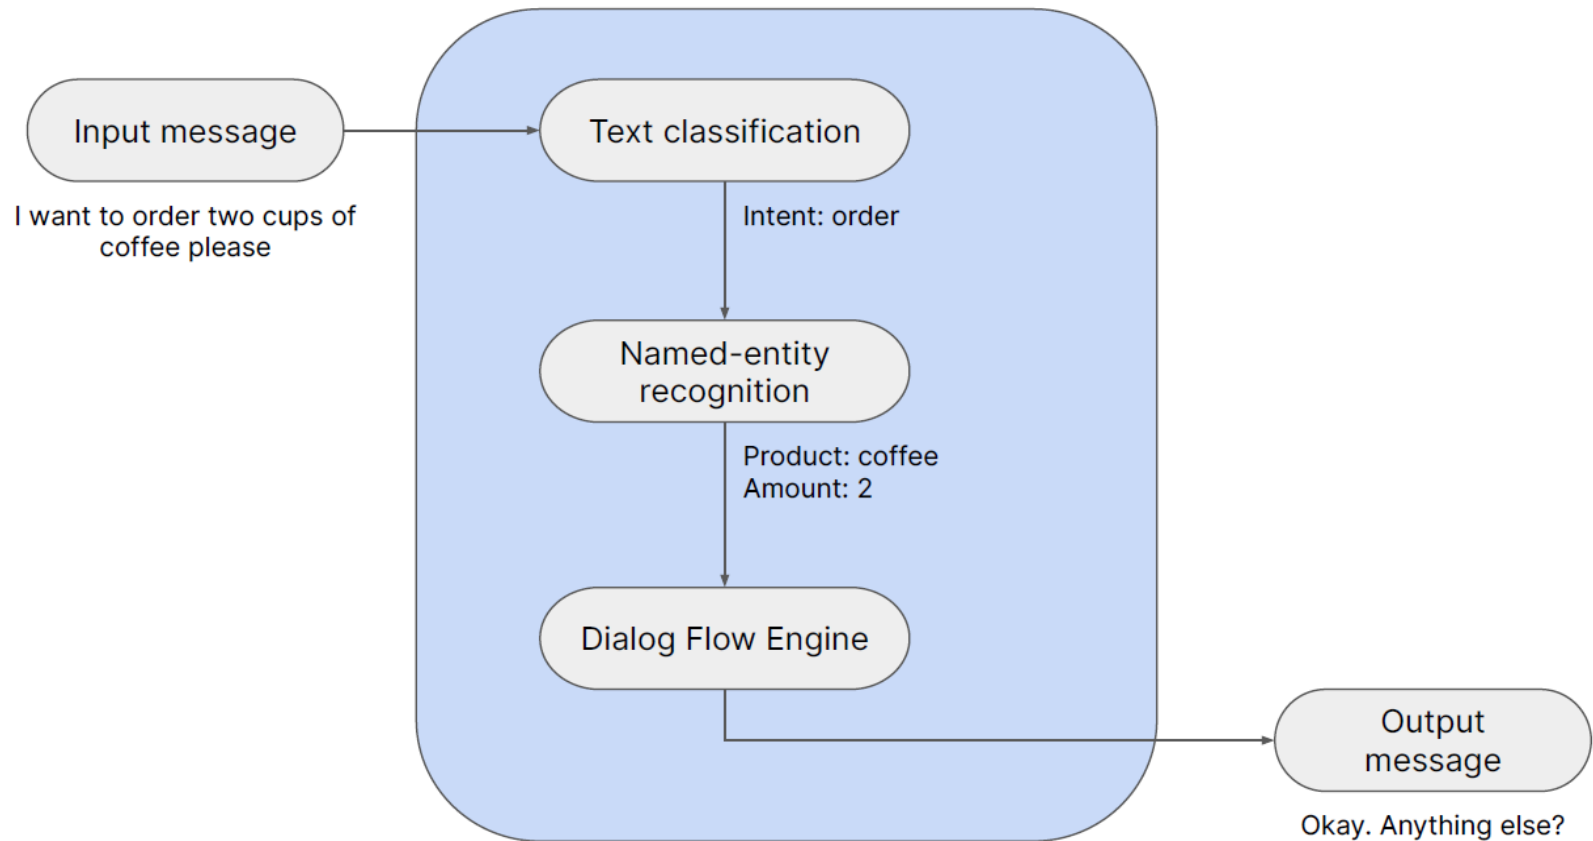 Input message
I want to order two cups of
coffee please
Text classification
Intent: order
Named-entity
recognition
Product: coffee
Amount: 2
Dialog Flow Engine
Output
message
Okay. Anything else?